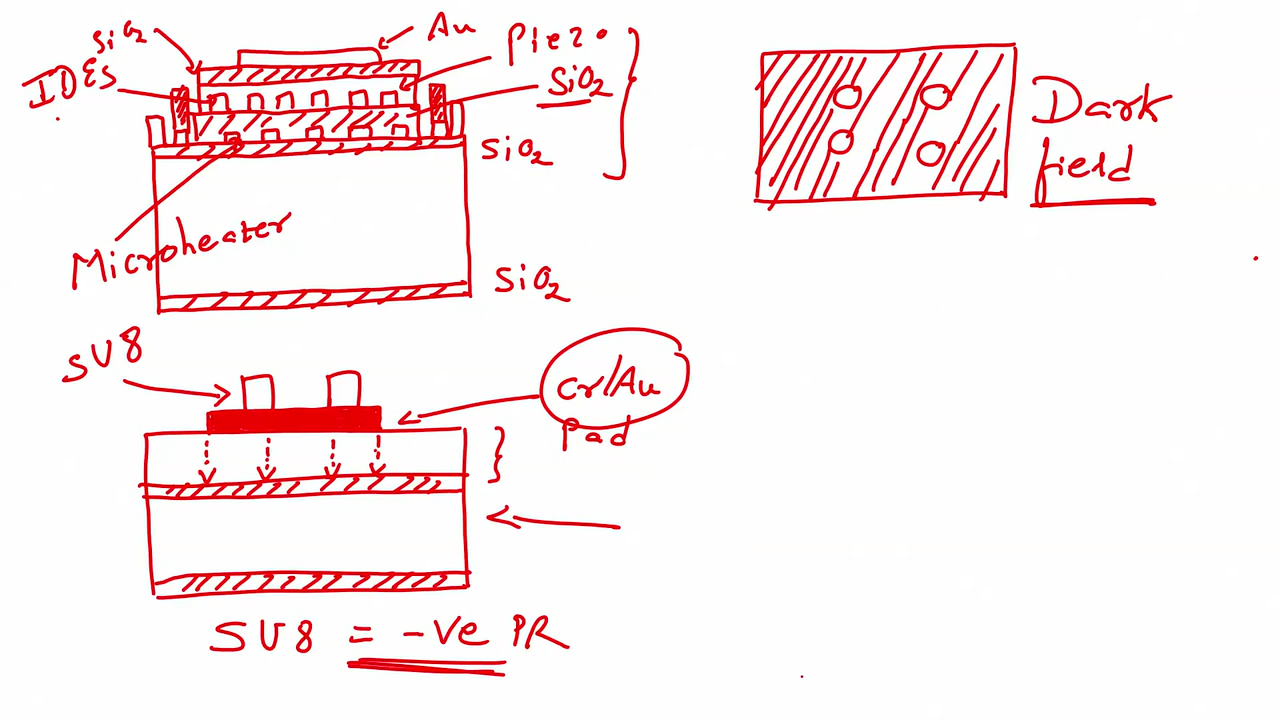 SiO2
Au
Piezo
IDES
SiO2
SiO2
Microheater
SiO2
Dark
field
SU8
Cr/Au
Pad
SU8 = -ve PR